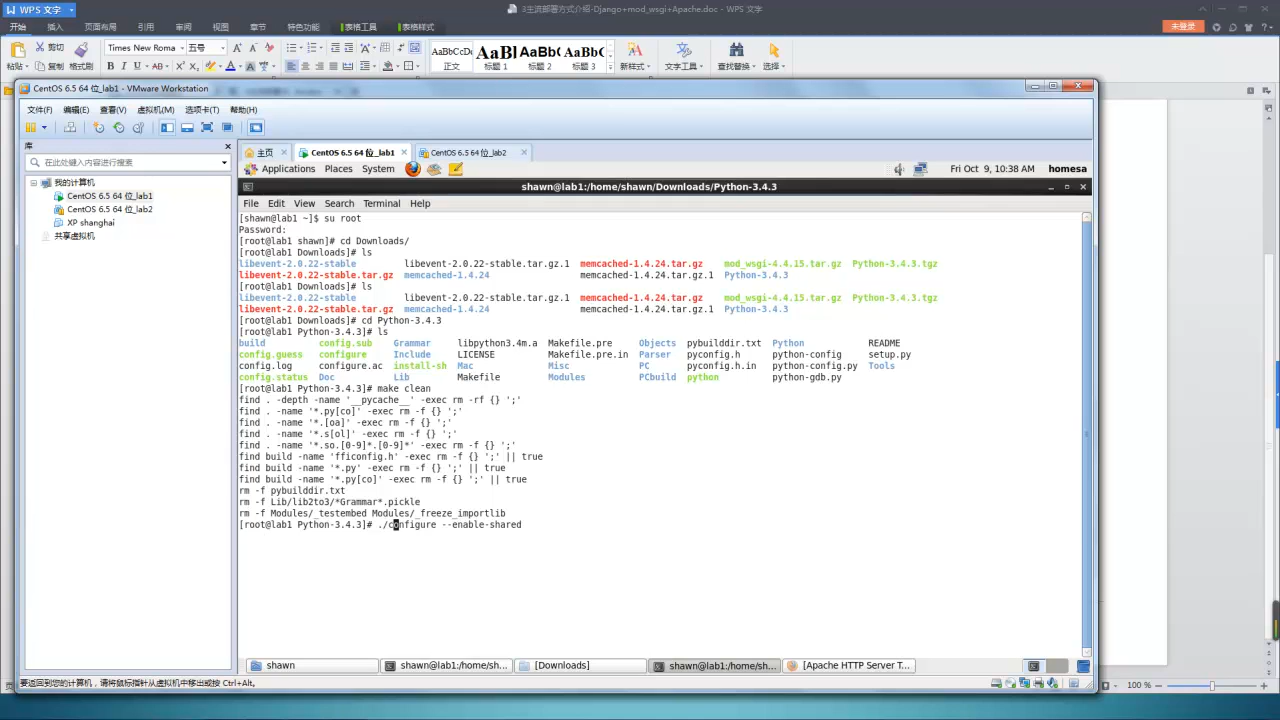 WPS 文字
3主流部署方式介绍-Django+mod_wsgi+Apache.doc - WPS 文字
开始 插入 页面布局 引用 审阅 视图 章节 特色功能 表格工具 表格样式 未登录
粘贴 剪切 复制 格式刷 Times New Roma 五号 AaBbCcDd AaBl AaBb( AaBb( 新样式 文字工具 查找替换 选择
正文 标题 1 标题 2 标题 3
CentOS 6.5 64 位_lab1 - VMware Workstation
文件(F) 编辑(E) 查看(V) 虚拟机(M) 选项卡(T) 帮助(H)
库
在此处键入内容进行搜索
我的计算机
CentOS 6.5 64 位_lab1
CentOS 6.5 64 位_lab2
XP shanghai
共享虚拟机
主页 CentOS 6.5 64 位_lab1 CentOS 6.5 64 位_lab2
Applications Places System Fri Oct 9, 10:38 AM homesa
shawn@lab1:/home/shawn/Downloads/Python-3.4.3
File Edit View Search Terminal Help
[shawn@lab1 ~]$ su root
Password:
[root@lab1 shawn]# cd Downloads/
[root@lab1 Downloads]# ls
libevent-2.0.22-stable libevent-2.0.22-stable.tar.gz.1 memcached-1.4.24.tar.gz mod_wsgi-4.4.15.tar.gz Python-3.4.3.tgz
libevent-2.0.22-stable.tar.gz memcached-1.4.24 memcached-1.4.24.tar.gz.1 Python-3.4.3
[root@lab1 Downloads]# ls
libevent-2.0.22-stable libevent-2.0.22-stable.tar.gz.1 memcached-1.4.24.tar.gz mod_wsgi-4.4.15.tar.gz Python-3.4.3.tgz
libevent-2.0.22-stable.tar.gz memcached-1.4.24 memcached-1.4.24.tar.gz.1 Python-3.4.3
[root@lab1 Downloads]# cd Python-3.4.3
[root@lab1 Python-3.4.3]# ls
build config.sub Grammar libpython3.4m.a Makefile.pre Objects pybuilddir.txt Python README
config.guess configure Include LICENSE Makefile.pre.in Parser pyconfig.h python-config setup.py
config.log configure.ac install-sh Mac Misc PC pyconfig.h.in python-config.py Tools
config.status Doc Lib Makefile Modules PCbuild python python-gdb.py
[root@lab1 Python-3.4.3]# make clean
find . -depth -name '__pycache__' -exec rm -rf {} ';'
find . -name '*.py[co]' -exec rm -f {} ';'
find . -name '*.[oa]' -exec rm -f {} ';'
find . -name '*.s[ol]' -exec rm -f {} ';'
find . -name '*.so.[0-9]*.[0-9]*' -exec rm -f {} ';'
find build -name 'fficonfig.h' -exec rm -f {} ';' || true
find build -name '*.py' -exec rm -f {} ';' || true
find build -name '*.py[co]' -exec rm -f {} ';' || true
rm -f pybuilddir.txt
rm -f Lib/lib2to3/*Grammar*.pickle
rm -f Modules/_testembed Modules/_freeze_importlib
[root@lab1 Python-3.4.3]# ./configure --enable-shared
shawn shawn@lab1:/home/sh... [Downloads] shawn@lab1:/home/sh... [Apache HTTP Server T...
要返回到您的计算机，请将鼠标指针从虚拟机中移出或按 Ctrl+Alt。
100 %